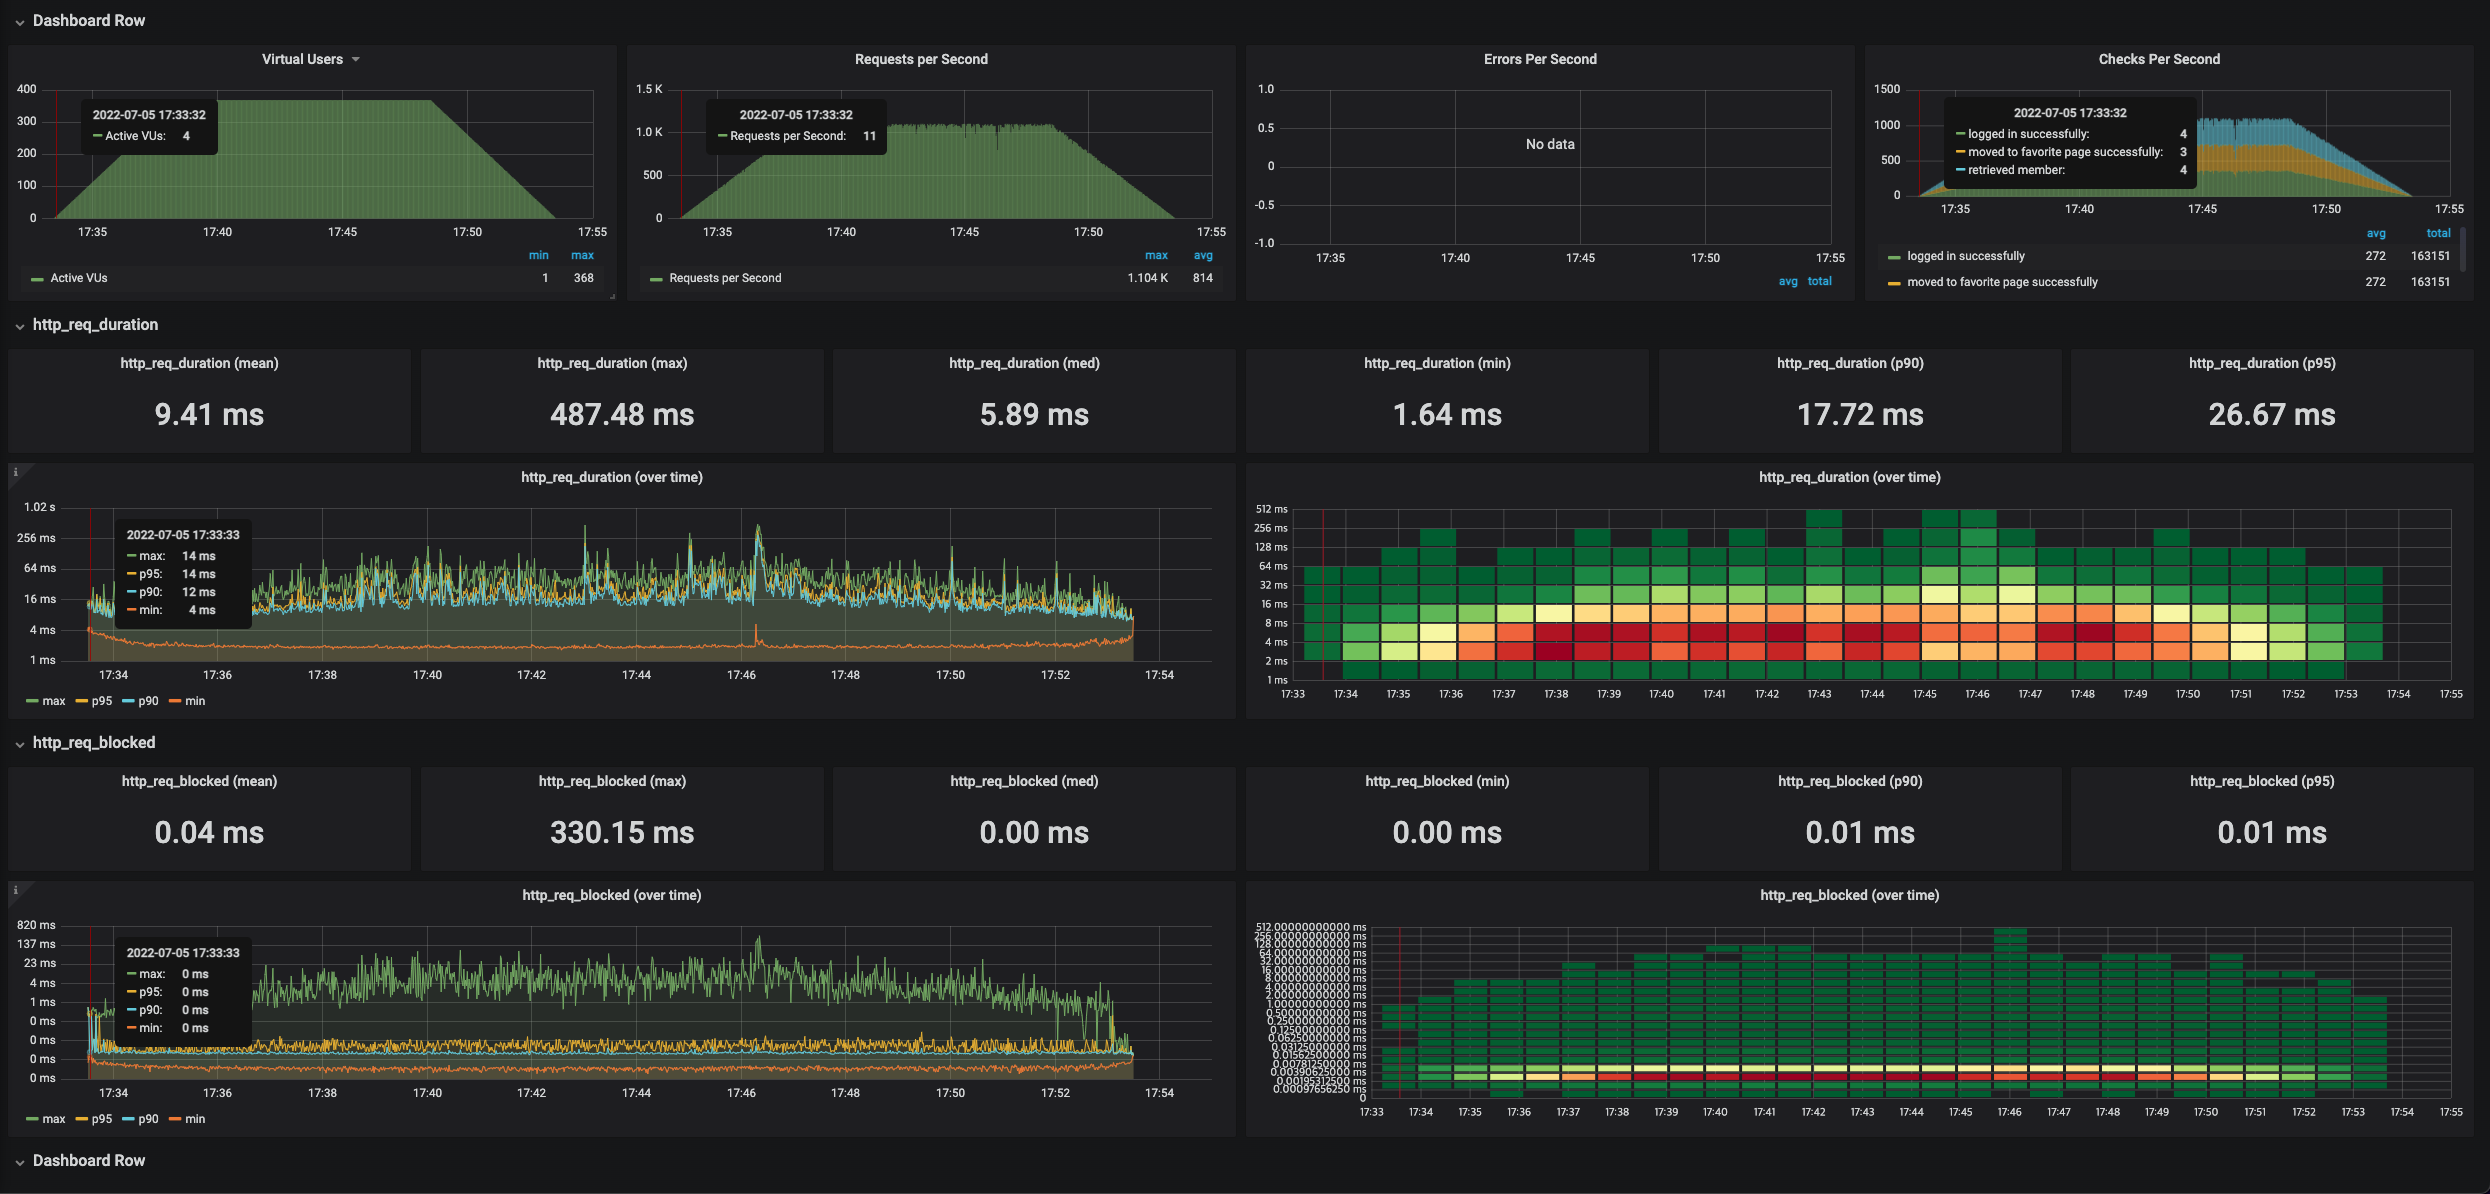 Dashboard Row
Virtual Users
400
300
200
100
0
2022-07-05 17:33:32
Active VUs: 4
17:35 17:40 17:45 17:50 17:55
min max
Active VUs 1 368
Requests per Second
1.5 K
1.0 K
500
0
2022-07-05 17:33:32
Requests per Second: 11
17:35 17:40 17:45 17:50 17:55
max avg
Requests per Second 1.104 K 814
Errors Per Second
1.0
0.5
0
-0.5
-1.0
No data
17:35 17:40 17:45 17:50 17:55
avg total
Checks Per Second
1500
1000
500
0
2022-07-05 17:33:32
logged in successfully: 4
moved to favorite page successfully: 3
retrieved member: 4
17:35 17:40 17:45 17:50 17:55
avg total
logged in successfully 272 163151
moved to favorite page successfully 272 163151
http_req_duration
http_req_duration (mean)
9.41 ms
http_req_duration (max)
487.48 ms
http_req_duration (med)
5.89 ms
http_req_duration (min)
1.64 ms
http_req_duration (p90)
17.72 ms
http_req_duration (p95)
26.67 ms
i
http_req_duration (over time)
1.02 s
256 ms
64 ms
16 ms
4 ms
1 ms
2022-07-05 17:33:33
max: 14 ms
p95: 14 ms
p90: 12 ms
min: 4 ms
17:34 17:36 17:38 17:40 17:42 17:44 17:46 17:48 17:50 17:52 17:54
max p95 p90 min
http_req_duration (over time)
512 ms
256 ms
128 ms
64 ms
32 ms
16 ms
8 ms
4 ms
2 ms
1 ms
17:33 17:34 17:35 17:36 17:37 17:38 17:39 17:40 17:41 17:42 17:43 17:44 17:45 17:46 17:47 17:48 17:49 17:50 17:51 17:52 17:53 17:54 17:55
http_req_blocked
http_req_blocked (mean)
0.04 ms
http_req_blocked (max)
330.15 ms
http_req_blocked (med)
0.00 ms
http_req_blocked (min)
0.00 ms
http_req_blocked (p90)
0.01 ms
http_req_blocked (p95)
0.01 ms
i
http_req_blocked (over time)
820 ms
137 ms
23 ms
4 ms
1 ms
0 ms
0 ms
0 ms
0 ms
2022-07-05 17:33:33
max: 0 ms
p95: 0 ms
p90: 0 ms
min: 0 ms
17:34 17:36 17:38 17:40 17:42 17:44 17:46 17:48 17:50 17:52 17:54
max p95 p90 min
http_req_blocked (over time)
512.00000000000 ms
256.00000000000 ms
128.00000000000 ms
64.00000000000 ms
32.00000000000 ms
16.00000000000 ms
8.00000000000 ms
4.00000000000 ms
2.00000000000 ms
1.00000000000 ms
0.50000000000 ms
0.25000000000 ms
0.12500000000 ms
0.06250000000 ms
0.03125000000 ms
0.01562500000 ms
0.00781250000 ms
0.00390625000 ms
0.00195312500 ms
0.00097656250 ms
0
17:33 17:34 17:35 17:36 17:37 17:38 17:39 17:40 17:41 17:42 17:43 17:44 17:45 17:46 17:47 17:48 17:49 17:50 17:51 17:52 17:53 17:54 17:55
Dashboard Row